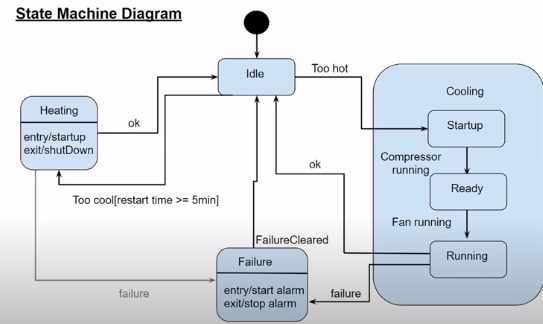 State Machine Diagram
Idle
Too hot
Cooling
Heating
entry/startup
exit/shutDown
ok
Startup
Compressor
running
ok
Ready
Too cool[restart time >= 5min]
Fan running
FailureCleared
Running
Failure
entry/start alarm
exit/stop alarm
failure
failure